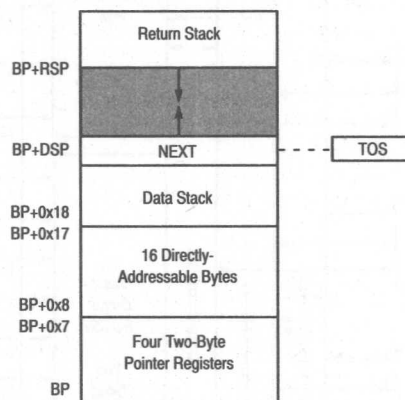 Return Stack
BP+RSP
BP+DSP
NEXT
TOS
Data Stack
BP+0x18
BP+0x17
16 Directly-
Addressable Bytes
BP+0x8
BP+0x7
Four Two-Byte
Pointer Registers
BP